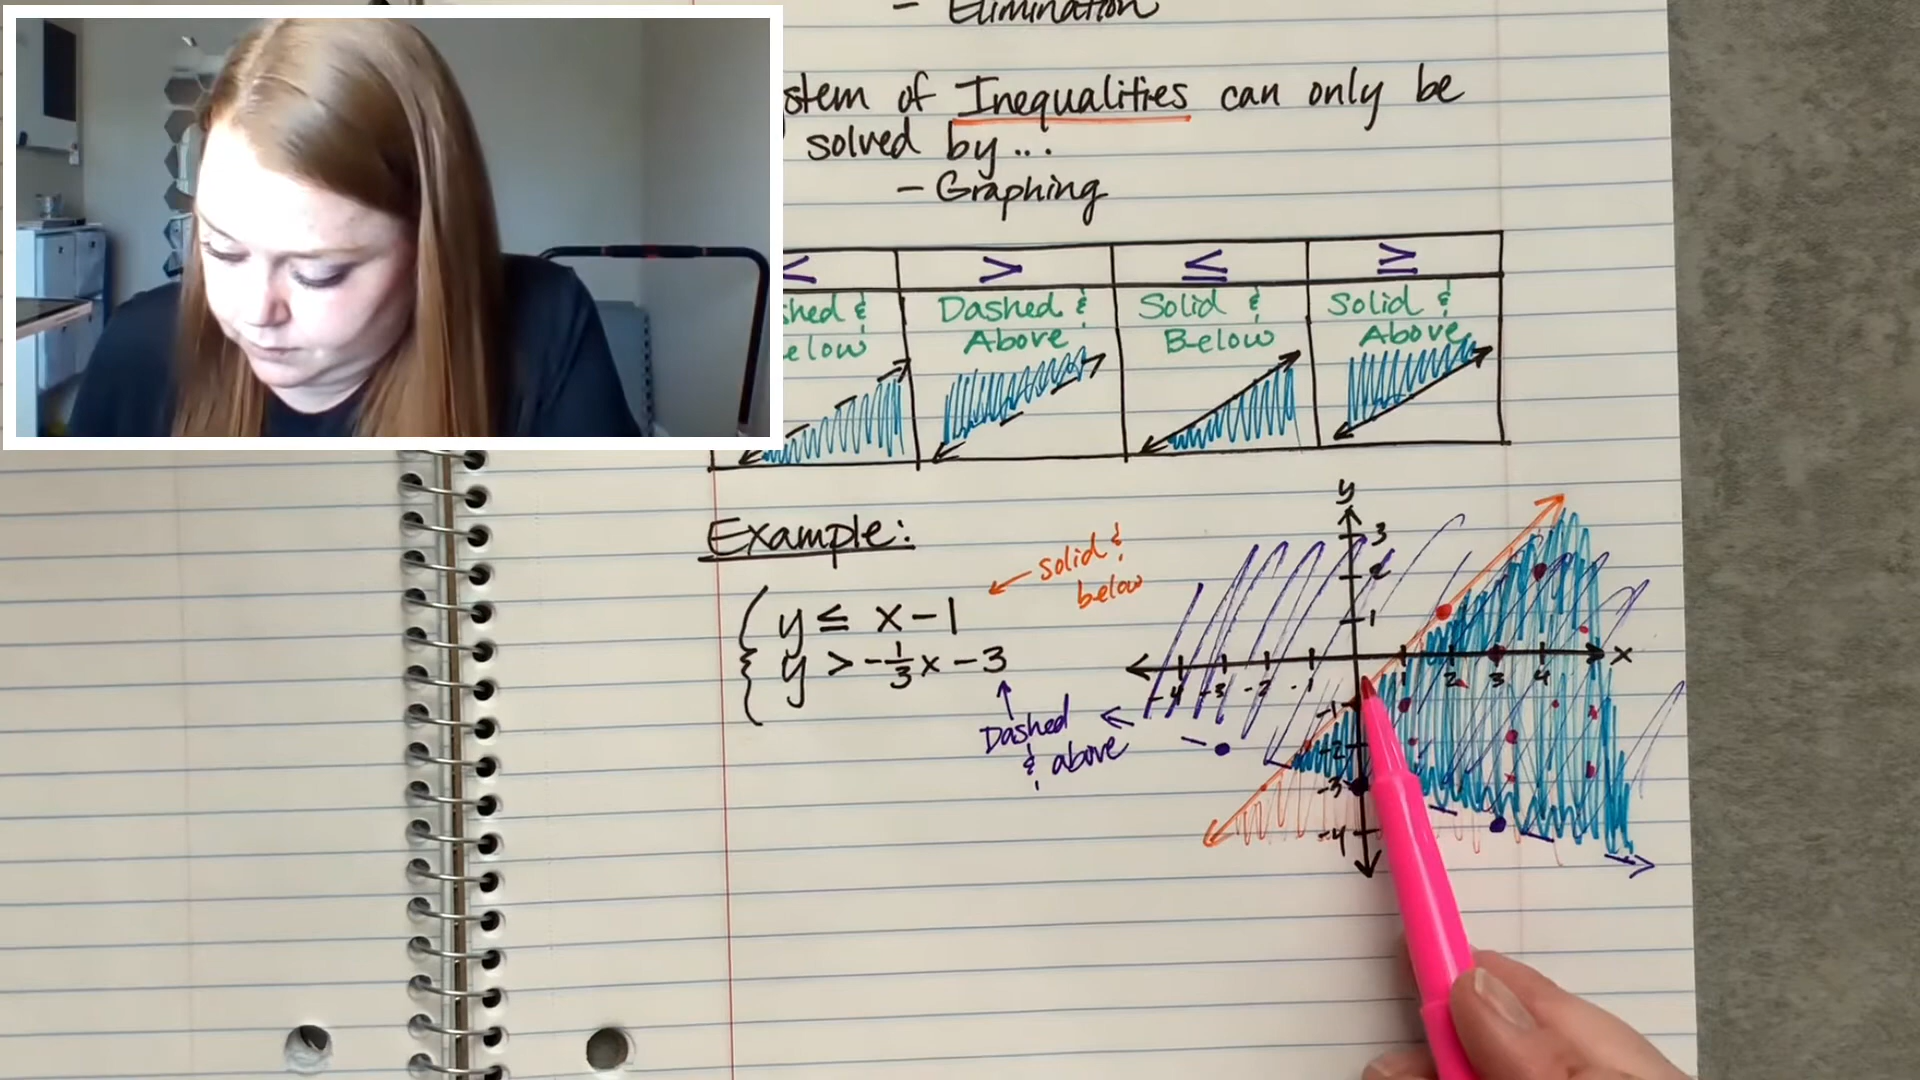 - Elimination
stem of Inequalities can only be
solved by...
- Graphing
< > ≤ ≥
shed & Dashed & Solid & Solid &
elow Above Below Above
Example:
solid &
below
y ≤ x - 1
y > -1/3x - 3
Dashed
& above
y
3
2
1
-4 -3 -2 -1 1 2 3 4 x
-1
-2
-3
-4